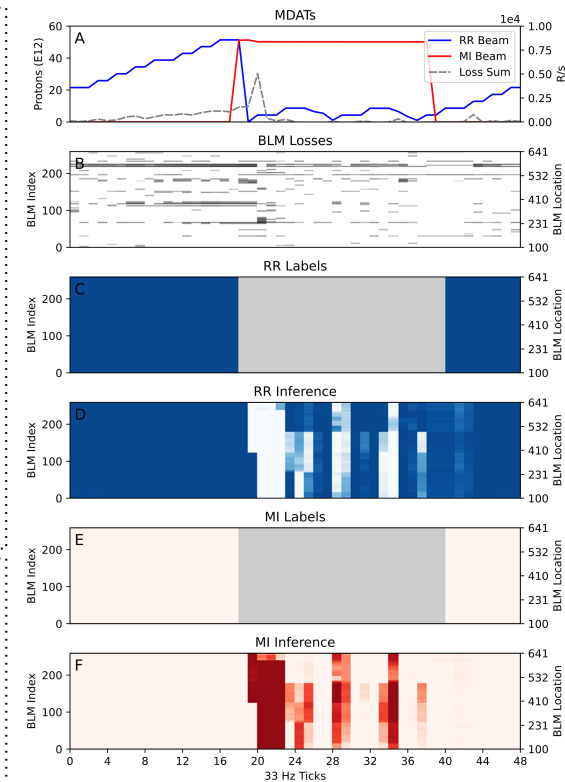 MDATs
1e4
A
RR Beam
MI Beam
Loss Sum
Protons (E12)
R/s
60
40
20
0
1.00
0.75
0.50
0.25
0.00
BLM Losses
B
BLM Index
BLM Location
200
100
0
641
532
410
231
100
RR Labels
C
BLM Index
BLM Location
200
100
0
641
532
410
231
100
RR Inference
D
BLM Index
BLM Location
200
100
0
641
532
410
231
100
MI Labels
E
BLM Index
BLM Location
200
100
0
641
532
410
231
100
MI Inference
F
BLM Index
BLM Location
200
100
0
641
532
410
231
100
0 4 8 12 16 20 24 28 32 36 40 44 48
33 Hz Ticks